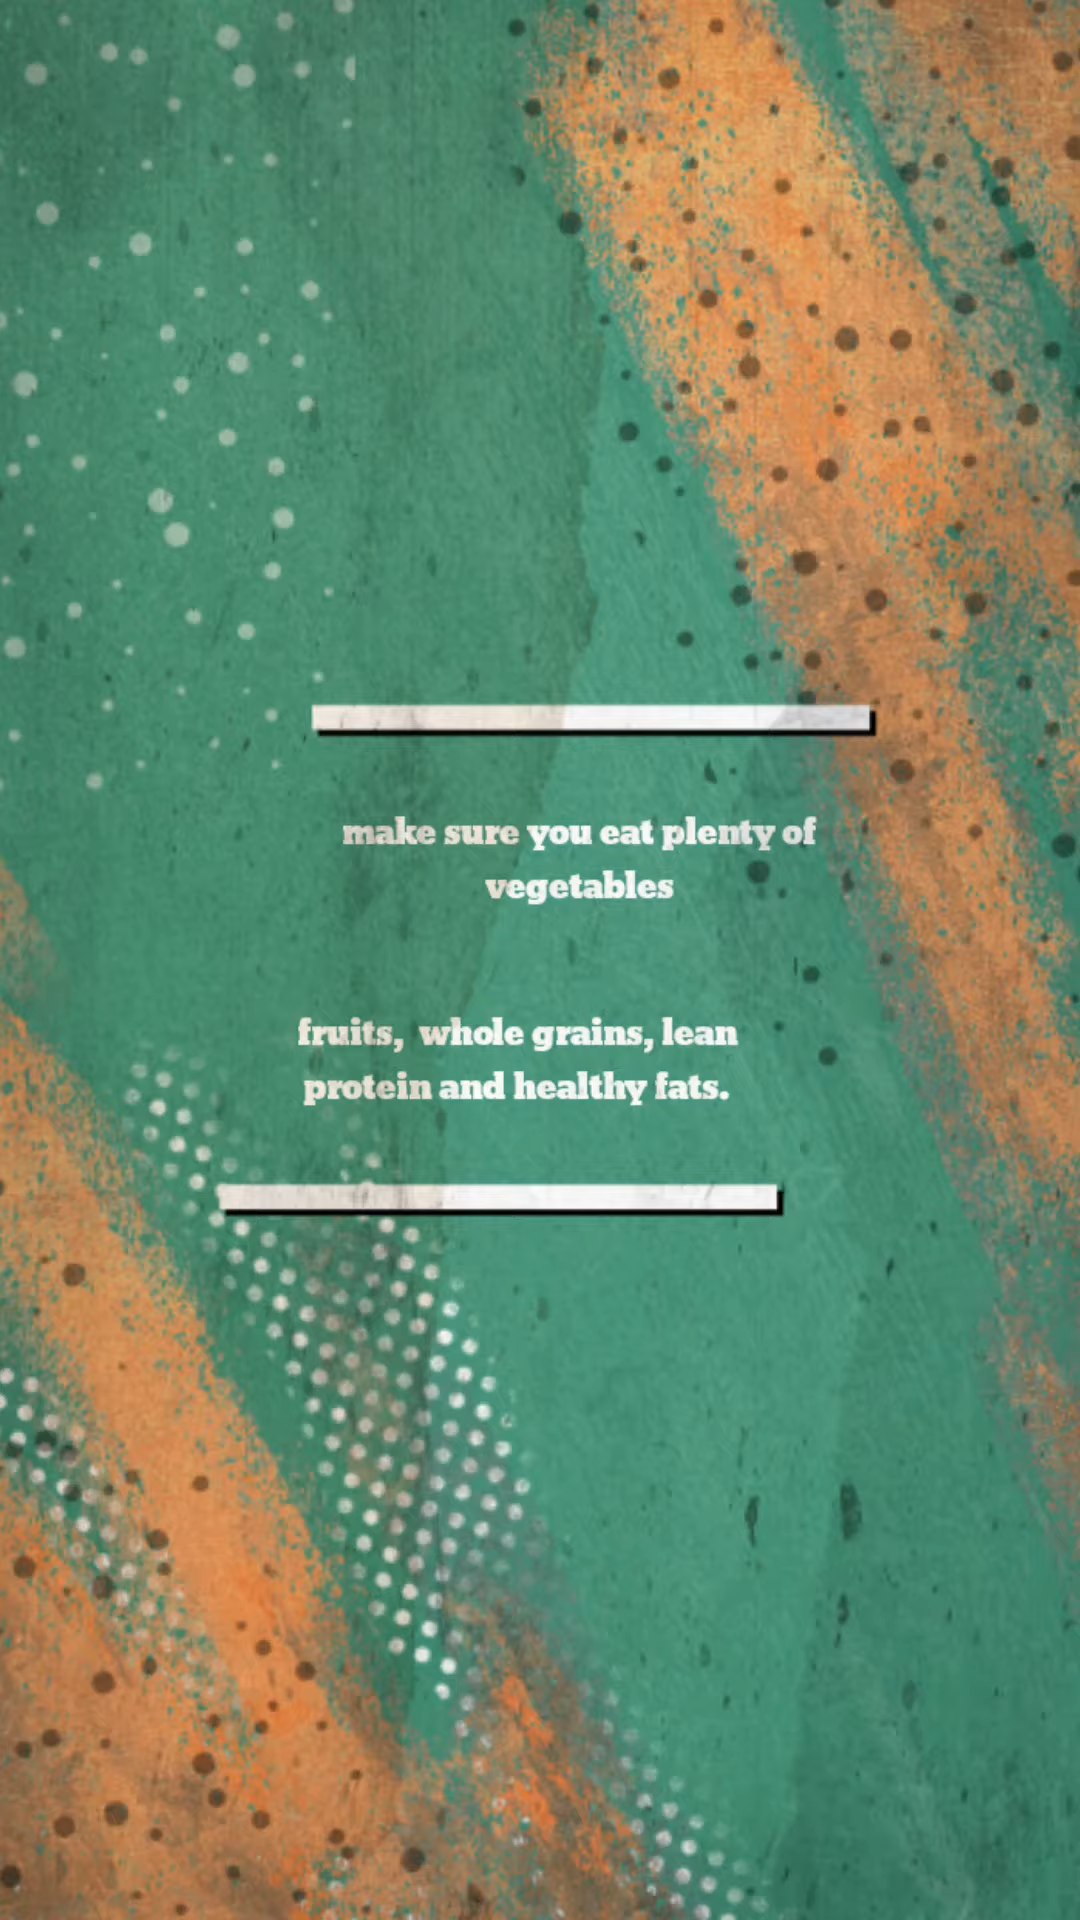 make sure you eat plenty of
vegetables
fruits,  whole grains, lean
protein and healthy fats.